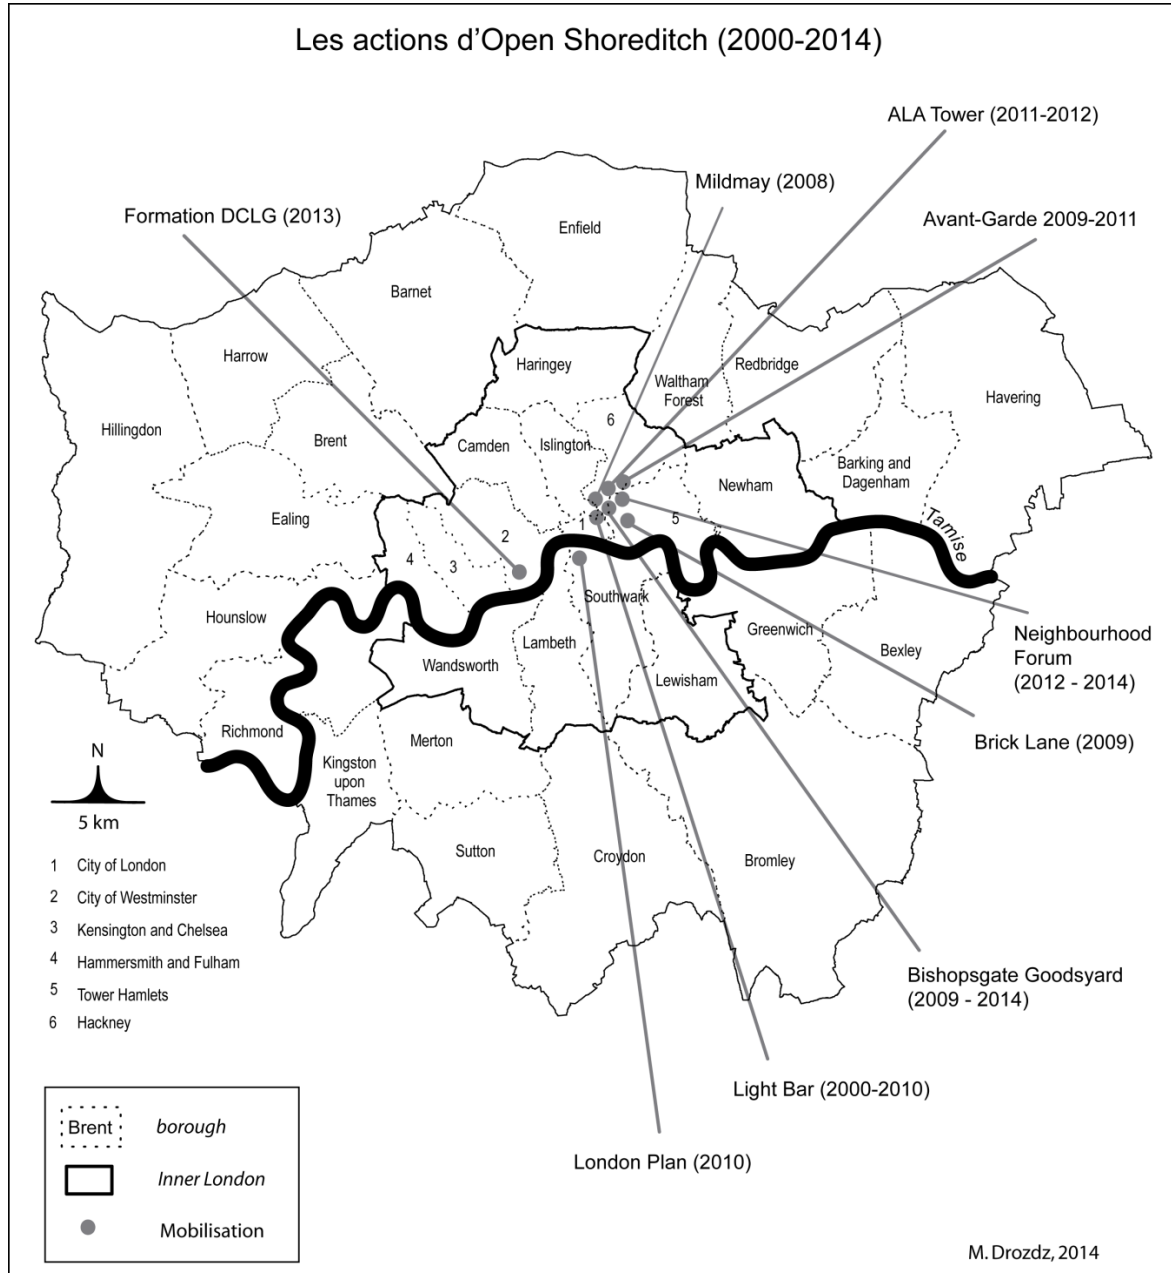 Les actions d'Open Shoreditch (2000-2014)
ALA Tower (2011-2012)
Mildmay (2008)
Formation DCLG (2013)
Avant-Garde 2009-2011
Enfield
Barnet
Harrow
Haringey
Redbridge
Waltham
Forest
Havering
Hillingdon
Brent
Camden
Islington
6
Barking and
Dagenham
Newham
Ealing
2
1
5
Tamise
4
3
Hounslow
Southwark
Lambeth
Greenwich
Bexley
Wandsworth
Lewisham
Neighbourhood
Forum
(2012 - 2014)
Richmond
Merton
Brick Lane (2009)
N
5 km
Kingston
upon
Thames
Sutton
Croydon
Bromley
1 City of London
2 City of Westminster
3 Kensington and Chelsea
4 Hammersmith and Fulham
5 Tower Hamlets
6 Hackney
Bishopsgate Goodsyard
(2009 - 2014)
Light Bar (2000-2010)
London Plan (2010)
Brent borough
Inner London
Mobilisation
M. Drozdz, 2014